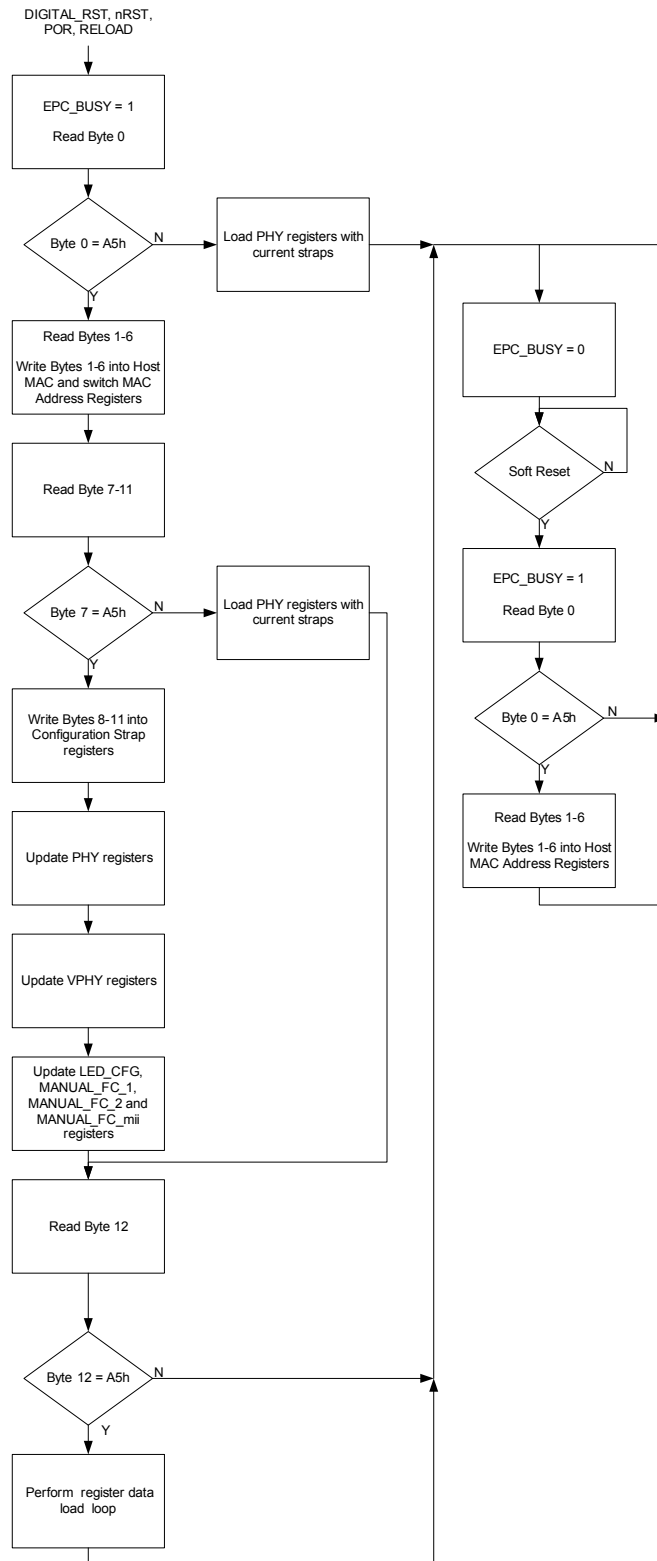 DIGITAL_RST, nRST,
POR, RELOAD
EPC_BUSY = 1
Read Byte 0
Byte 0 = A5h
N
Y
Load PHY registers with
current straps
Read Bytes 1-6
Write Bytes 1-6 into Host
MAC and switch MAC
Address Registers
Read Byte 7-11
Byte 7 = A5h
N
Y
Load PHY registers with
current straps
Write Bytes 8-11 into
Configuration Strap
registers
Update PHY registers
Update VPHY registers
Update LED_CFG,
MANUAL_FC_1,
MANUAL_FC_2 and
MANUAL_FC_mii
registers
Read Byte 12
Byte 12 = A5h
N
Y
Perform register data
load loop
EPC_BUSY = 0
Soft Reset
N
Y
EPC_BUSY = 1
Read Byte 0
Byte 0 = A5h
N
Y
Read Bytes 1-6
Write Bytes 1-6 into Host
MAC Address Registers